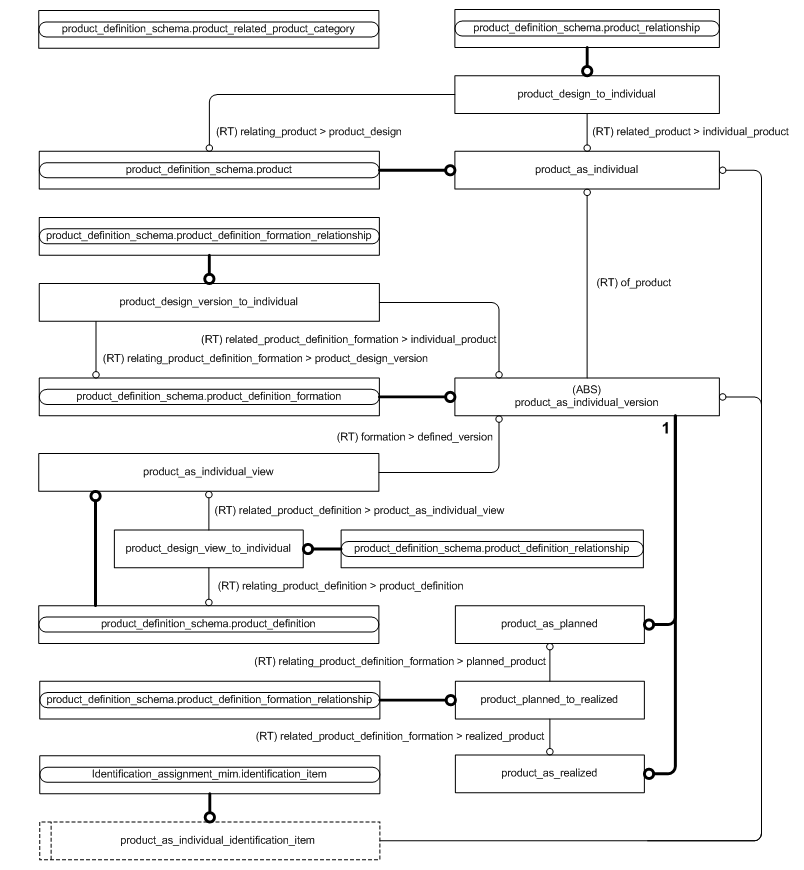 product_definition_schema.product_related_product_category
product_definition_schema.product_relationship
product_design_to_individual
(RT) relating_product > product_design
(RT) related_product > individual_product
product_definition_schema.product
product_as_individual
product_definition_schema.product_definition_formation_relationship
(RT) of_product
product_design_version_to_individual
(RT) related_product_definition_formation > individual_product
(RT) relating_product_definition_formation > product_design_version
product_definition_schema.product_definition_formation
(ABS)
product_as_individual_version
1
(RT) formation > defined_version
product_as_individual_view
(RT) related_product_definition > product_as_individual_view
product_design_view_to_individual
product_definition_schema.product_definition_relationship
(RT) relating_product_definition > product_definition
product_definition_schema.product_definition
product_as_planned
(RT) relating_product_definition_formation > planned_product
product_definition_schema.product_definition_formation_relationship
product_planned_to_realized
(RT) related_product_definition_formation > realized_product
Identification_assignment_mim.identification_item
product_as_realized
product_as_individual_identification_item